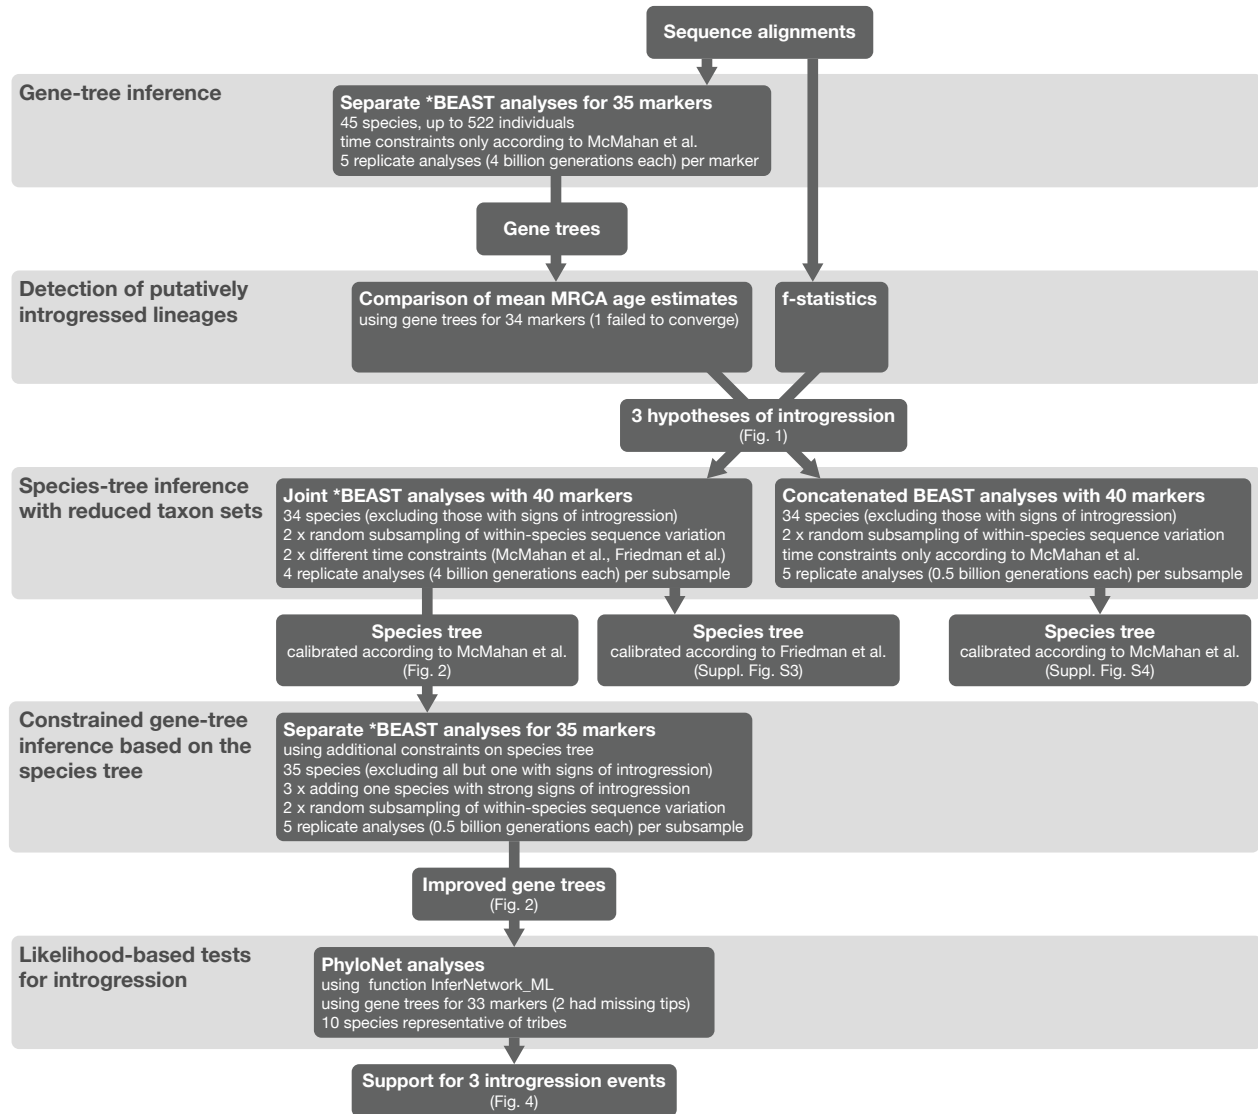 Sequence alignments
Gene-tree inference
Separate *BEAST analyses for 35 markers
45 species, up to 522 individuals
time constraints only according to McMahan et al.
5 replicate analyses (4 billion generations each) per marker
Gene trees
Detection of putatively
introgressed lineages
Comparison of mean MRCA age estimates
using gene trees for 34 markers (1 failed to converge)
f-statistics
3 hypotheses of introgression
(Fig. 1)
Species-tree inference
with reduced taxon sets
Joint *BEAST analyses with 40 markers
34 species (excluding those with signs of introgression)
2 x random subsampling of within-species sequence variation
2 x different time constraints (McMahan et al., Friedman et al.)
4 replicate analyses (4 billion generations each) per subsample
Concatenated BEAST analyses with 40 markers
34 species (excluding those with signs of introgression)
2 x random subsampling of within-species sequence variation
time constraints only according to McMahan et al.
5 replicate analyses (0.5 billion generations each) per subsample
Species tree
calibrated according to McMahan et al.
(Fig. 2)
Species tree
calibrated according to Friedman et al.
(Suppl. Fig. S3)
Species tree
calibrated according to McMahan et al.
(Suppl. Fig. S4)
Constrained gene-tree
inference based on the
species tree
Separate *BEAST analyses for 35 markers
using additional constraints on species tree
35 species (excluding all but one with signs of introgression)
3 x adding one species with strong signs of introgression
2 x random subsampling of within-species sequence variation
5 replicate analyses (0.5 billion generations each) per subsample
Improved gene trees
(Fig. 2)
Likelihood-based tests
for introgression
PhyloNet analyses
using function InferNetwork_ML
using gene trees for 33 markers (2 had missing tips)
10 species representative of tribes
Support for 3 introgression events
(Fig. 4)